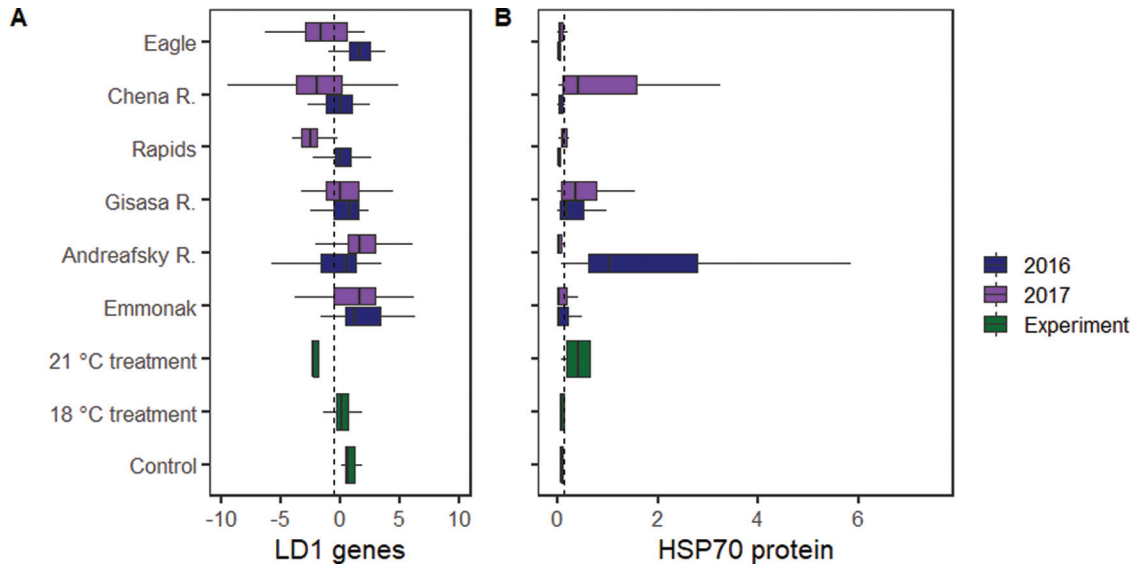 A
B
Eagle
Chena R.
Rapids
Gisasa R.
Andreafsky R.
Emmonak
21 °C treatment
18 °C treatment
Control
-10 -5 0 5 10
LD1 genes
0 2 4 6
HSP70 protein
2016
2017
Experiment